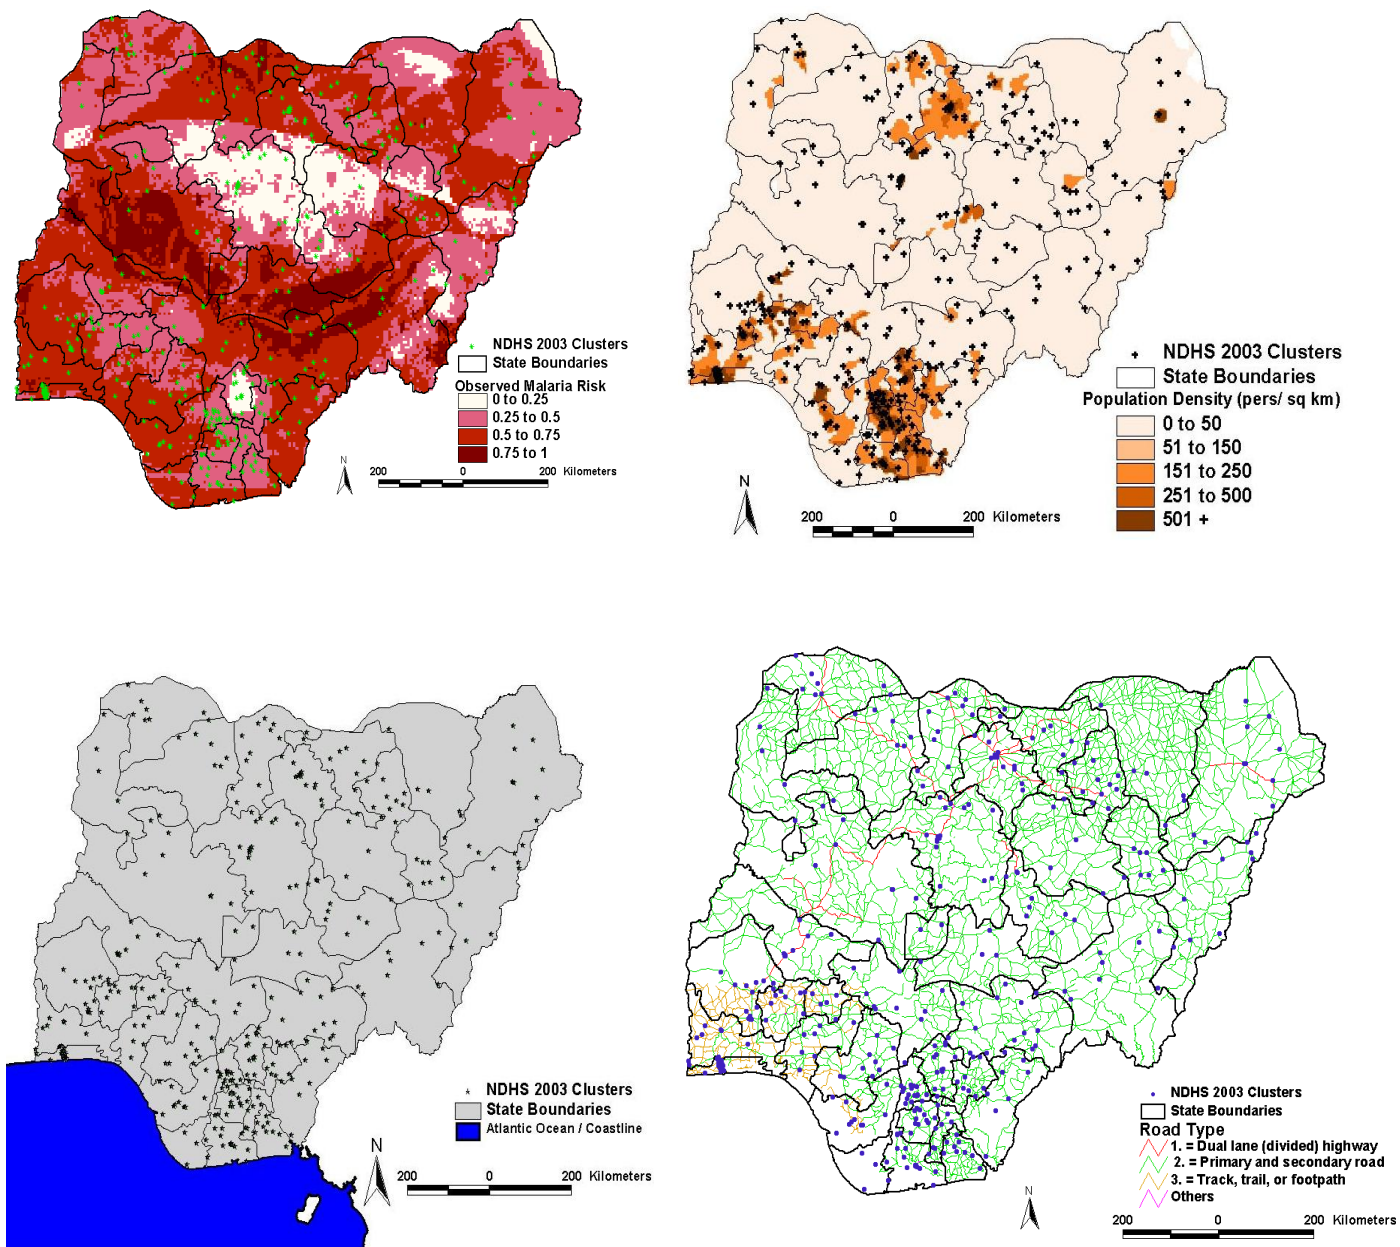 NDHS 2003 Clusters
State Boundaries
Observed Malaria Risk
0 to 0.25
0.25 to 0.5
0.5 to 0.75
0.75 to 1
N
200 0 200 Kilometers
NDHS 2003 Clusters
State Boundaries
Population Density (pers/ sq km)
0 to 50
51 to 150
151 to 250
251 to 500
501 +
N
200 0 200 Kilometers
NDHS 2003 Clusters
State Boundaries
Atlantic Ocean / Coastline
N
200 0 200 Kilometers
NDHS 2003 Clusters
State Boundaries
Road Type
1. = Dual lane (divided) highway
2. = Primary and secondary road
3. = Track, trail, or footpath
Others
N
200 0 200 Kilometers